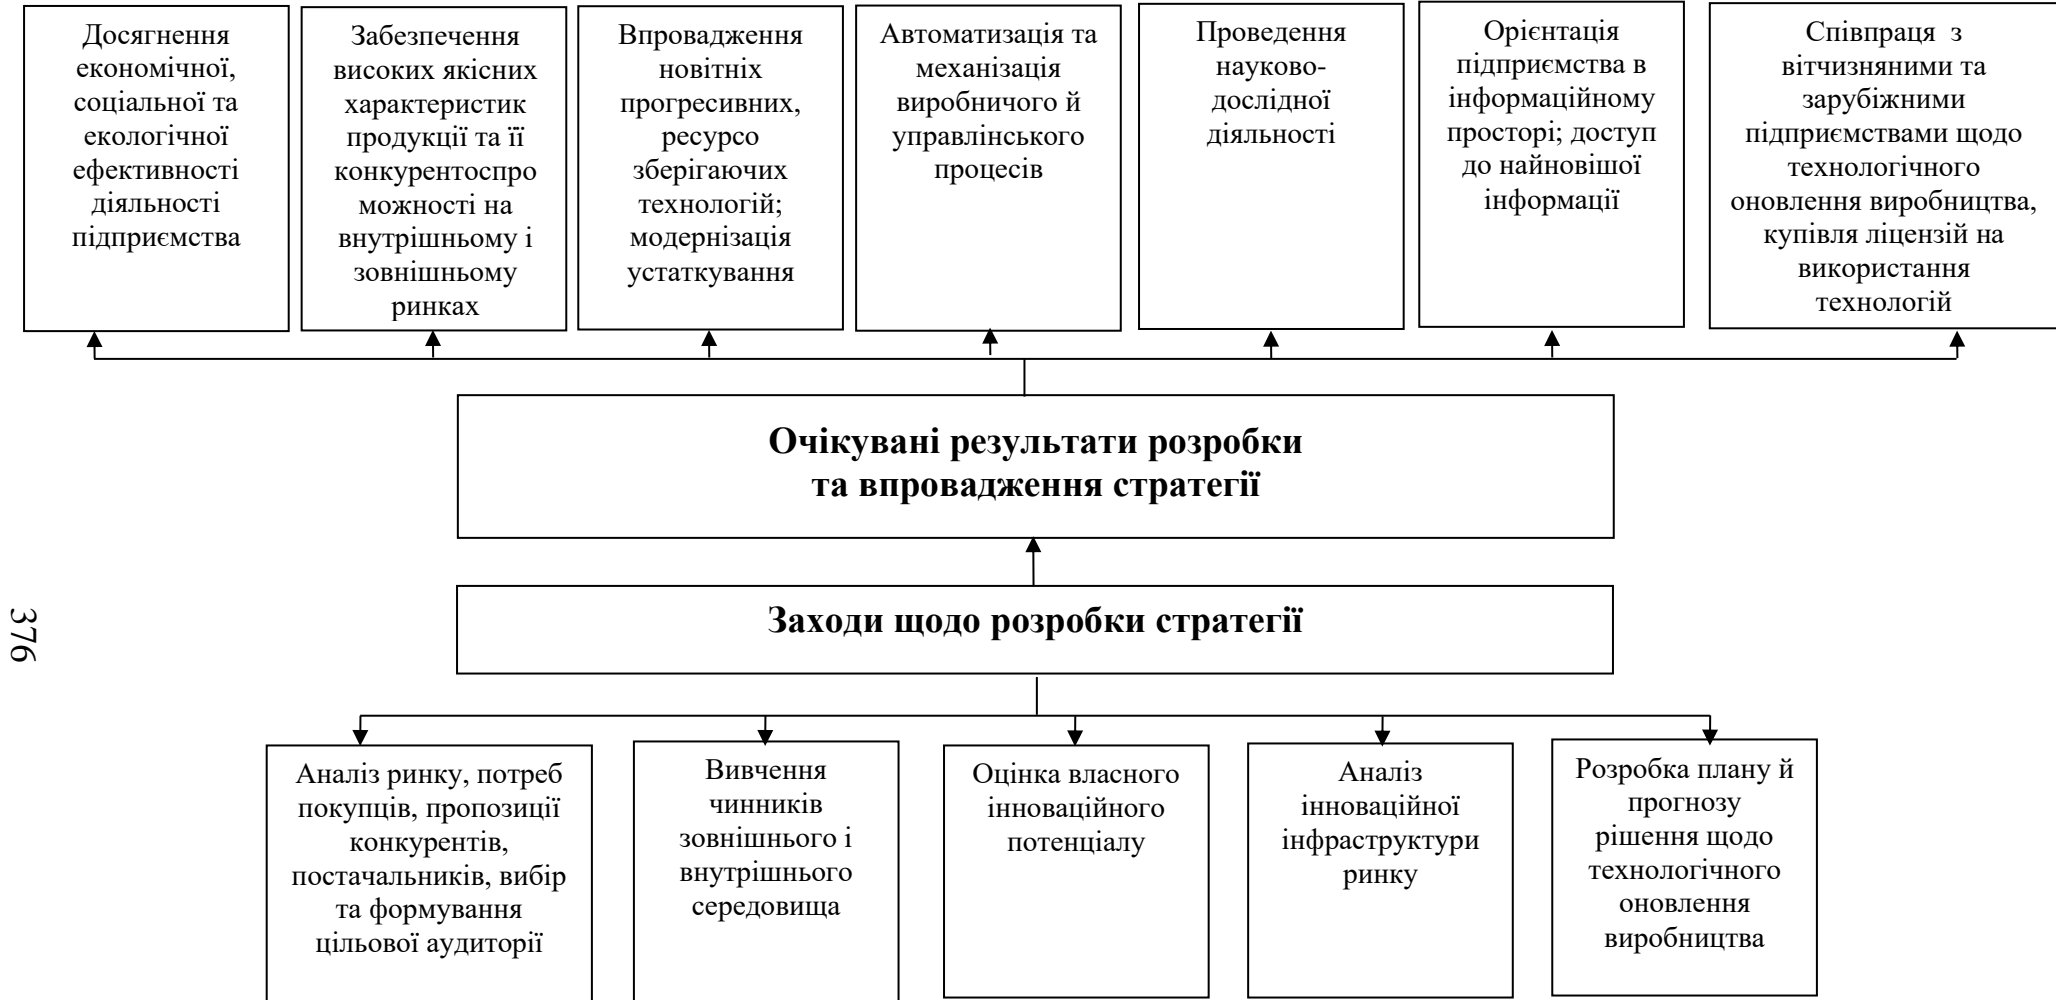 Досягнення
економічної,
соціальної та
екологічної
ефективності
діяльності
підприємства
Забезпечення
високих якісних
характеристик
продукції та її
конкурентоспро
можності на
внутрішньому і
зовнішньому
ринках
Впровадження
новітніх
прогресивних,
ресурсо
зберігаючих
технологій;
модернізація
устаткування
Автоматизація та
механізація
виробничого й
управлінського
процесів
Проведення
науково-
дослідної
діяльності
Орієнтація
підприємства в
інформаційному
просторі; доступ
до найновішої
інформації
Співпраця з
вітчизняними та
зарубіжними
підприємствами щодо
технологічного
оновлення виробництва,
купівля ліцензій на
використання
технологій
Очікувані результати розробки
та впровадження стратегії
Заходи щодо розробки стратегії
Аналіз ринку, потреб
покупців, пропозиції
конкурентів,
постачальників, вибір
та формування
цільової аудиторії
Вивчення
чинників
зовнішнього і
внутрішнього
середовища
Оцінка власного
інноваційного
потенціалу
Аналіз
інноваційної
інфраструктури
ринку
Розробка плану й
прогнозу
рішення щодо
технологічного
оновлення
виробництва
376